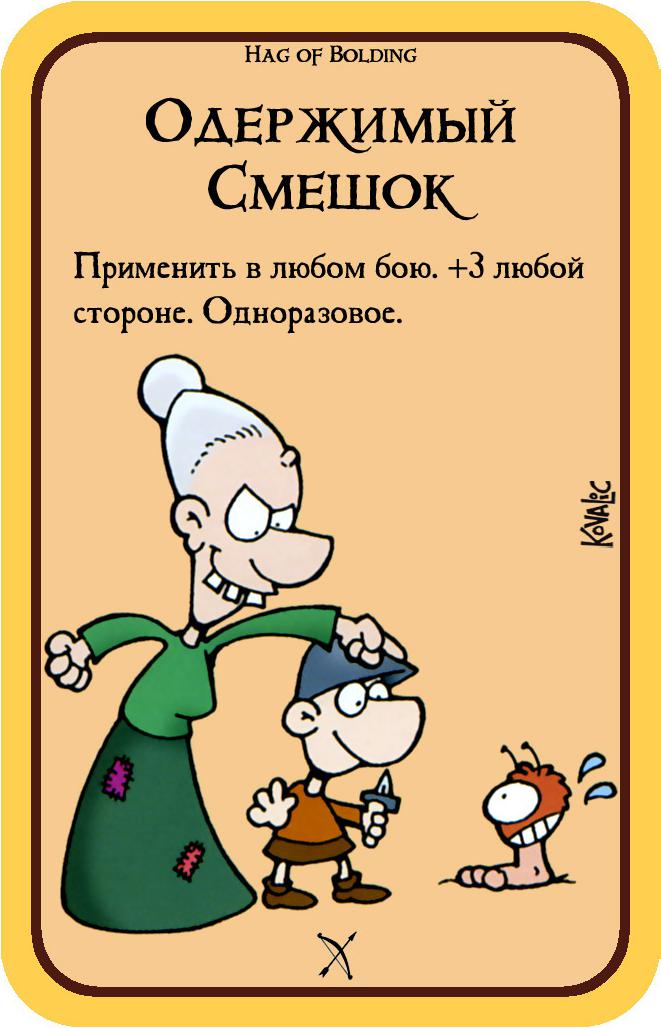 Hag of Bolding
Одержимый
Смешок
Применить в любом бою. +3 любой
стороне. Одноразовое.
Kovalic